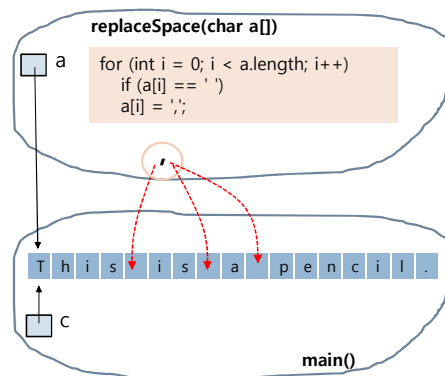 replaceSpace(char a[])
a
for (int i = 0; i < a.length; i++)
if (a[i] == ' ')
a[i] = ',';
,
T h i s i s a p e n c i l .
C
main()